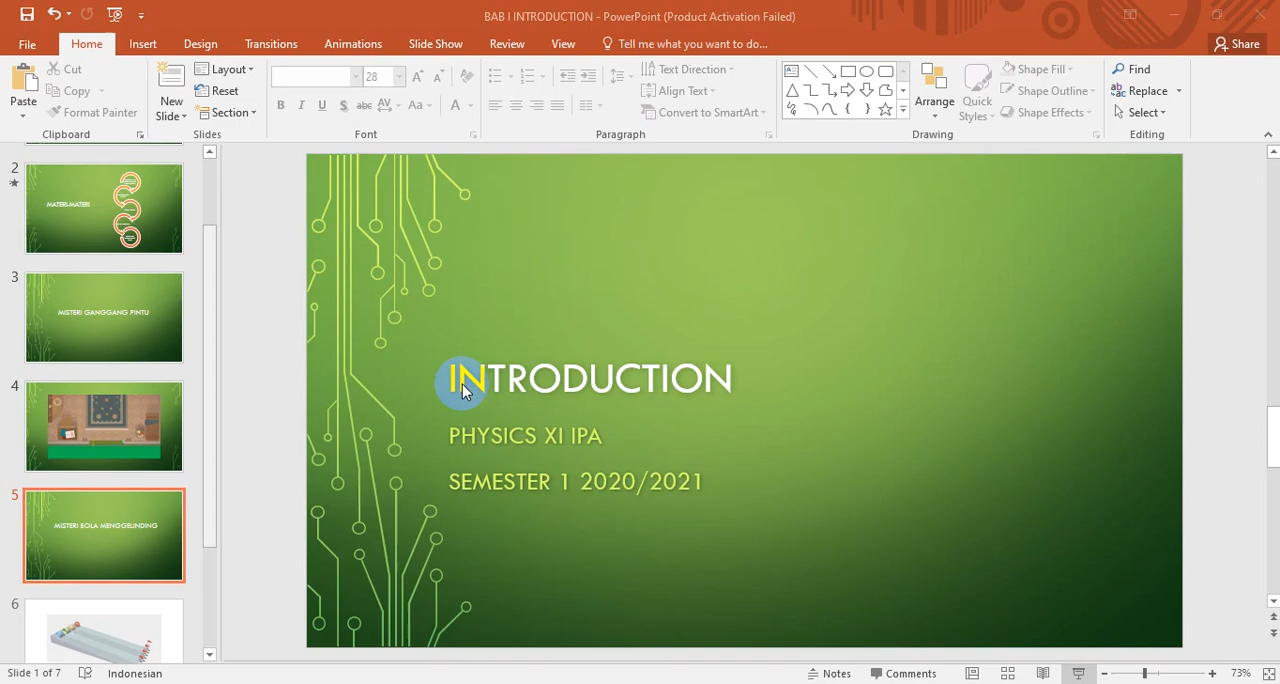 BAB I INTRODUCTION - PowerPoint (Product Activation Failed)
File Home Insert Design Transitions Animations Slide Show Review View Tell me what you want to do... Share
Paste
Cut
Copy
Format Painter
Clipboard
New Slide
Layout
Reset
Section
Slides
28
B I U S abc AV Aa A
Font
Text Direction
Align Text
Convert to SmartArt
Paragraph
Arrange
Quick Styles
Shape Fill
Shape Outline
Shape Effects
Drawing
Find
Replace
Select
Editing
2
MATERI-MATERI
3
MISTERI GANGGANG PINTU
4
5
MISTERI BOLA MENGGELINDING
6
INTRODUCTION
PHYSICS XI IPA
SEMESTER 1 2020/2021
Slide 1 of 7 Indonesian Notes Comments 73%